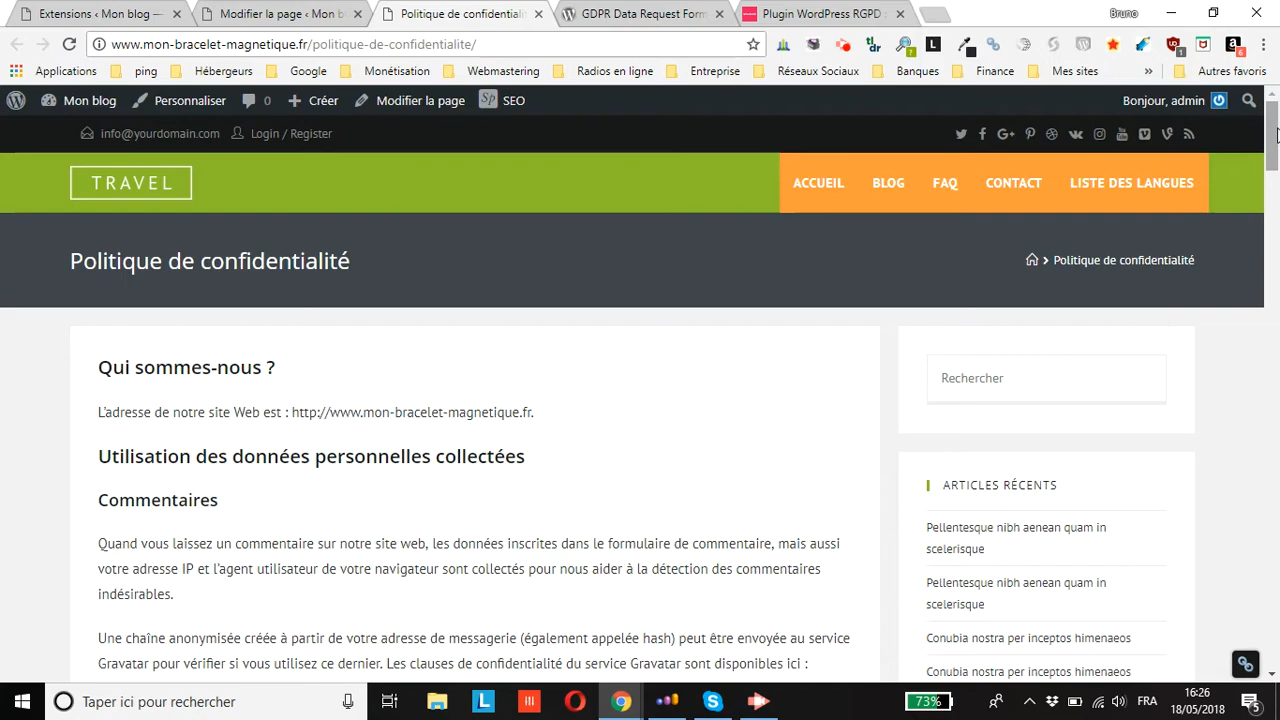 Extensions ‹ Mon blog —
Modifier la page ‹ Mon b
Politique de confidentialit
GDPR Data Request Form
Plugin WordPress RGPD :
Bruno
www.mon-bracelet-magnetique.fr/politique-de-confidentialite/
tl;dr
Applications
ping
Hébergeurs
Google
Monétisation
Webmastering
Radios en ligne
Entreprise
Réseaux Sociaux
Banques
Finance
Mes sites
»
Autres favoris
Mon blog
Personnaliser
0
Créer
Modifier la page
Sp
SEO
Bonjour, admin
info@yourdomain.com
Login / Register
TRAVEL
ACCUEIL
BLOG
FAQ
CONTACT
LISTE DES LANGUES
Politique de confidentialité
Politique de confidentialité
Qui sommes-nous ?
L'adresse de notre site Web est : http://www.mon-bracelet-magnetique.fr.
Utilisation des données personnelles collectées
Commentaires
Quand vous laissez un commentaire sur notre site web, les données inscrites dans le formulaire de commentaire, mais aussi
votre adresse IP et l'agent utilisateur de votre navigateur sont collectés pour nous aider à la détection des commentaires
indésirables.
Une chaîne anonymisée créée à partir de votre adresse de messagerie (également appelée hash) peut être envoyée au service
Gravatar pour vérifier si vous utilisez ce dernier. Les clauses de confidentialité du service Gravatar sont disponibles ici :
Rechercher
ARTICLES RÉCENTS
Pellentesque nibh aenean quam in
scelerisque
Pellentesque nibh aenean quam in
scelerisque
Conubia nostra per inceptos himenaeos
Conubia nostra per inceptos himenaeos
Taper ici pour rechercher
73%
FRA
16:26
18/05/2018
5